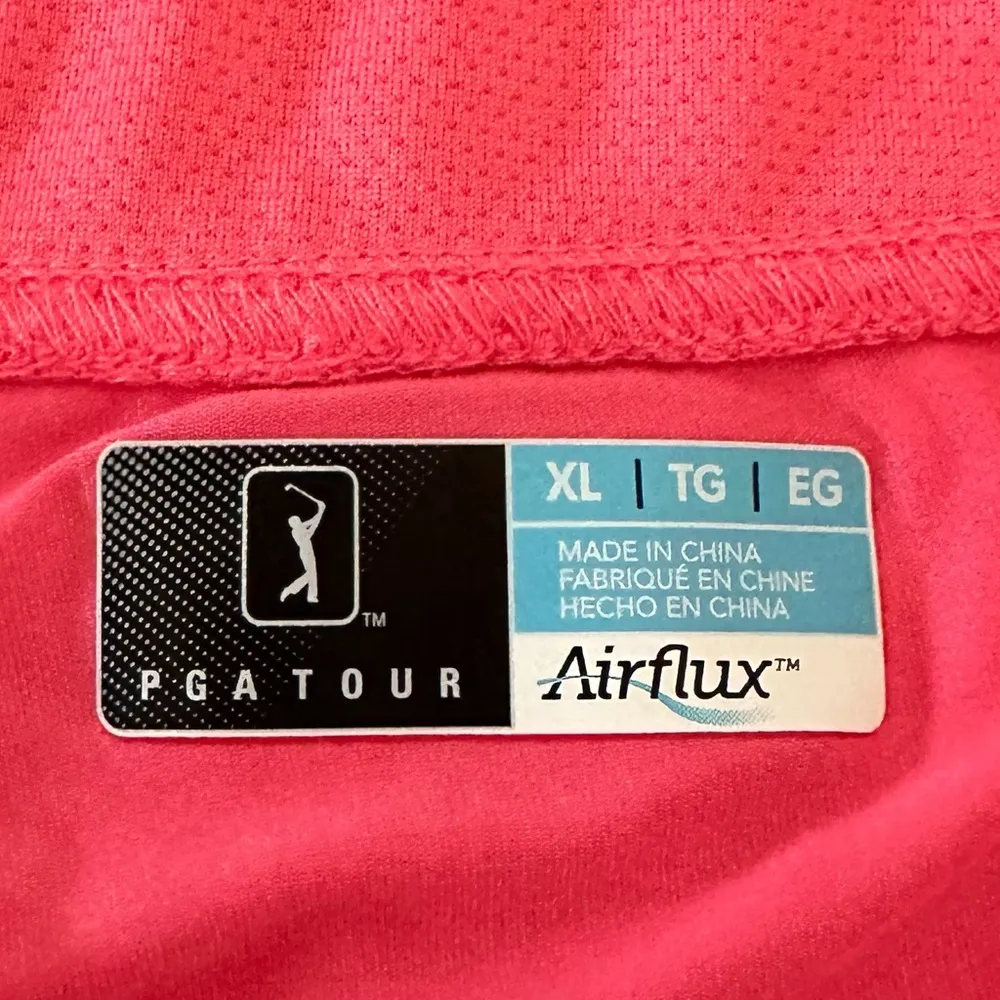 TM
PGA TOUR
XL | TG | EG
MADE IN CHINA
FABRIQUÉ EN CHINE
HECHO EN CHINA
Airflux™